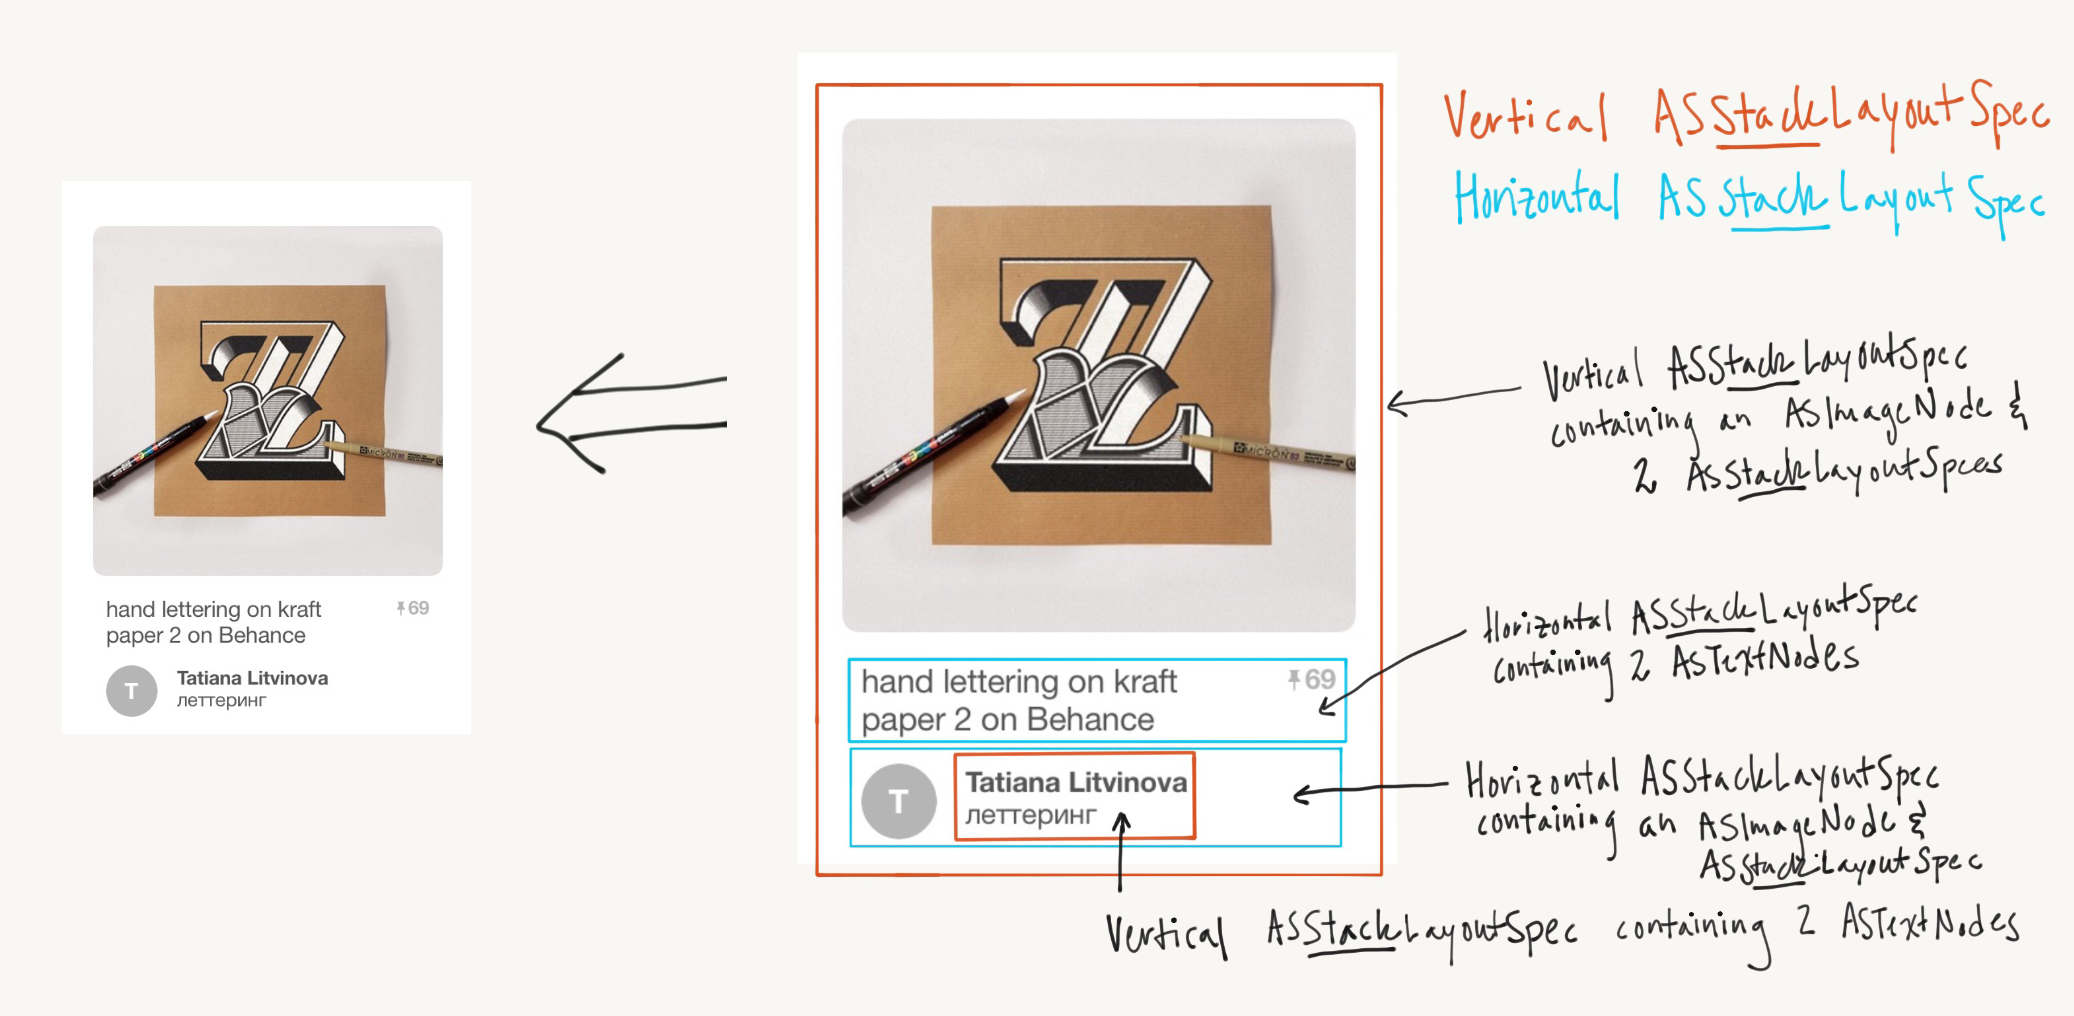 hand lettering on kraft
paper 2 on Behance
69
T
Tatiana Litvinova
леттеринг
MICRON
hand lettering on kraft
paper 2 on Behance
69
T
Tatiana Litvinova
леттеринг
MICRON
Vertical ASStackLayoutSpec
Horizontal ASStackLayoutSpec
Vertical ASStackLayoutSpec
containing an ASImageNode &
2 ASStackLayoutSpecs
Horizontal ASStackLayoutSpec
containing 2 ASTextNodes
Horizontal ASStackLayoutSpec
containing an ASImageNode &
ASStackLayoutSpec
Vertical ASStackLayoutSpec containing 2 ASTextNodes